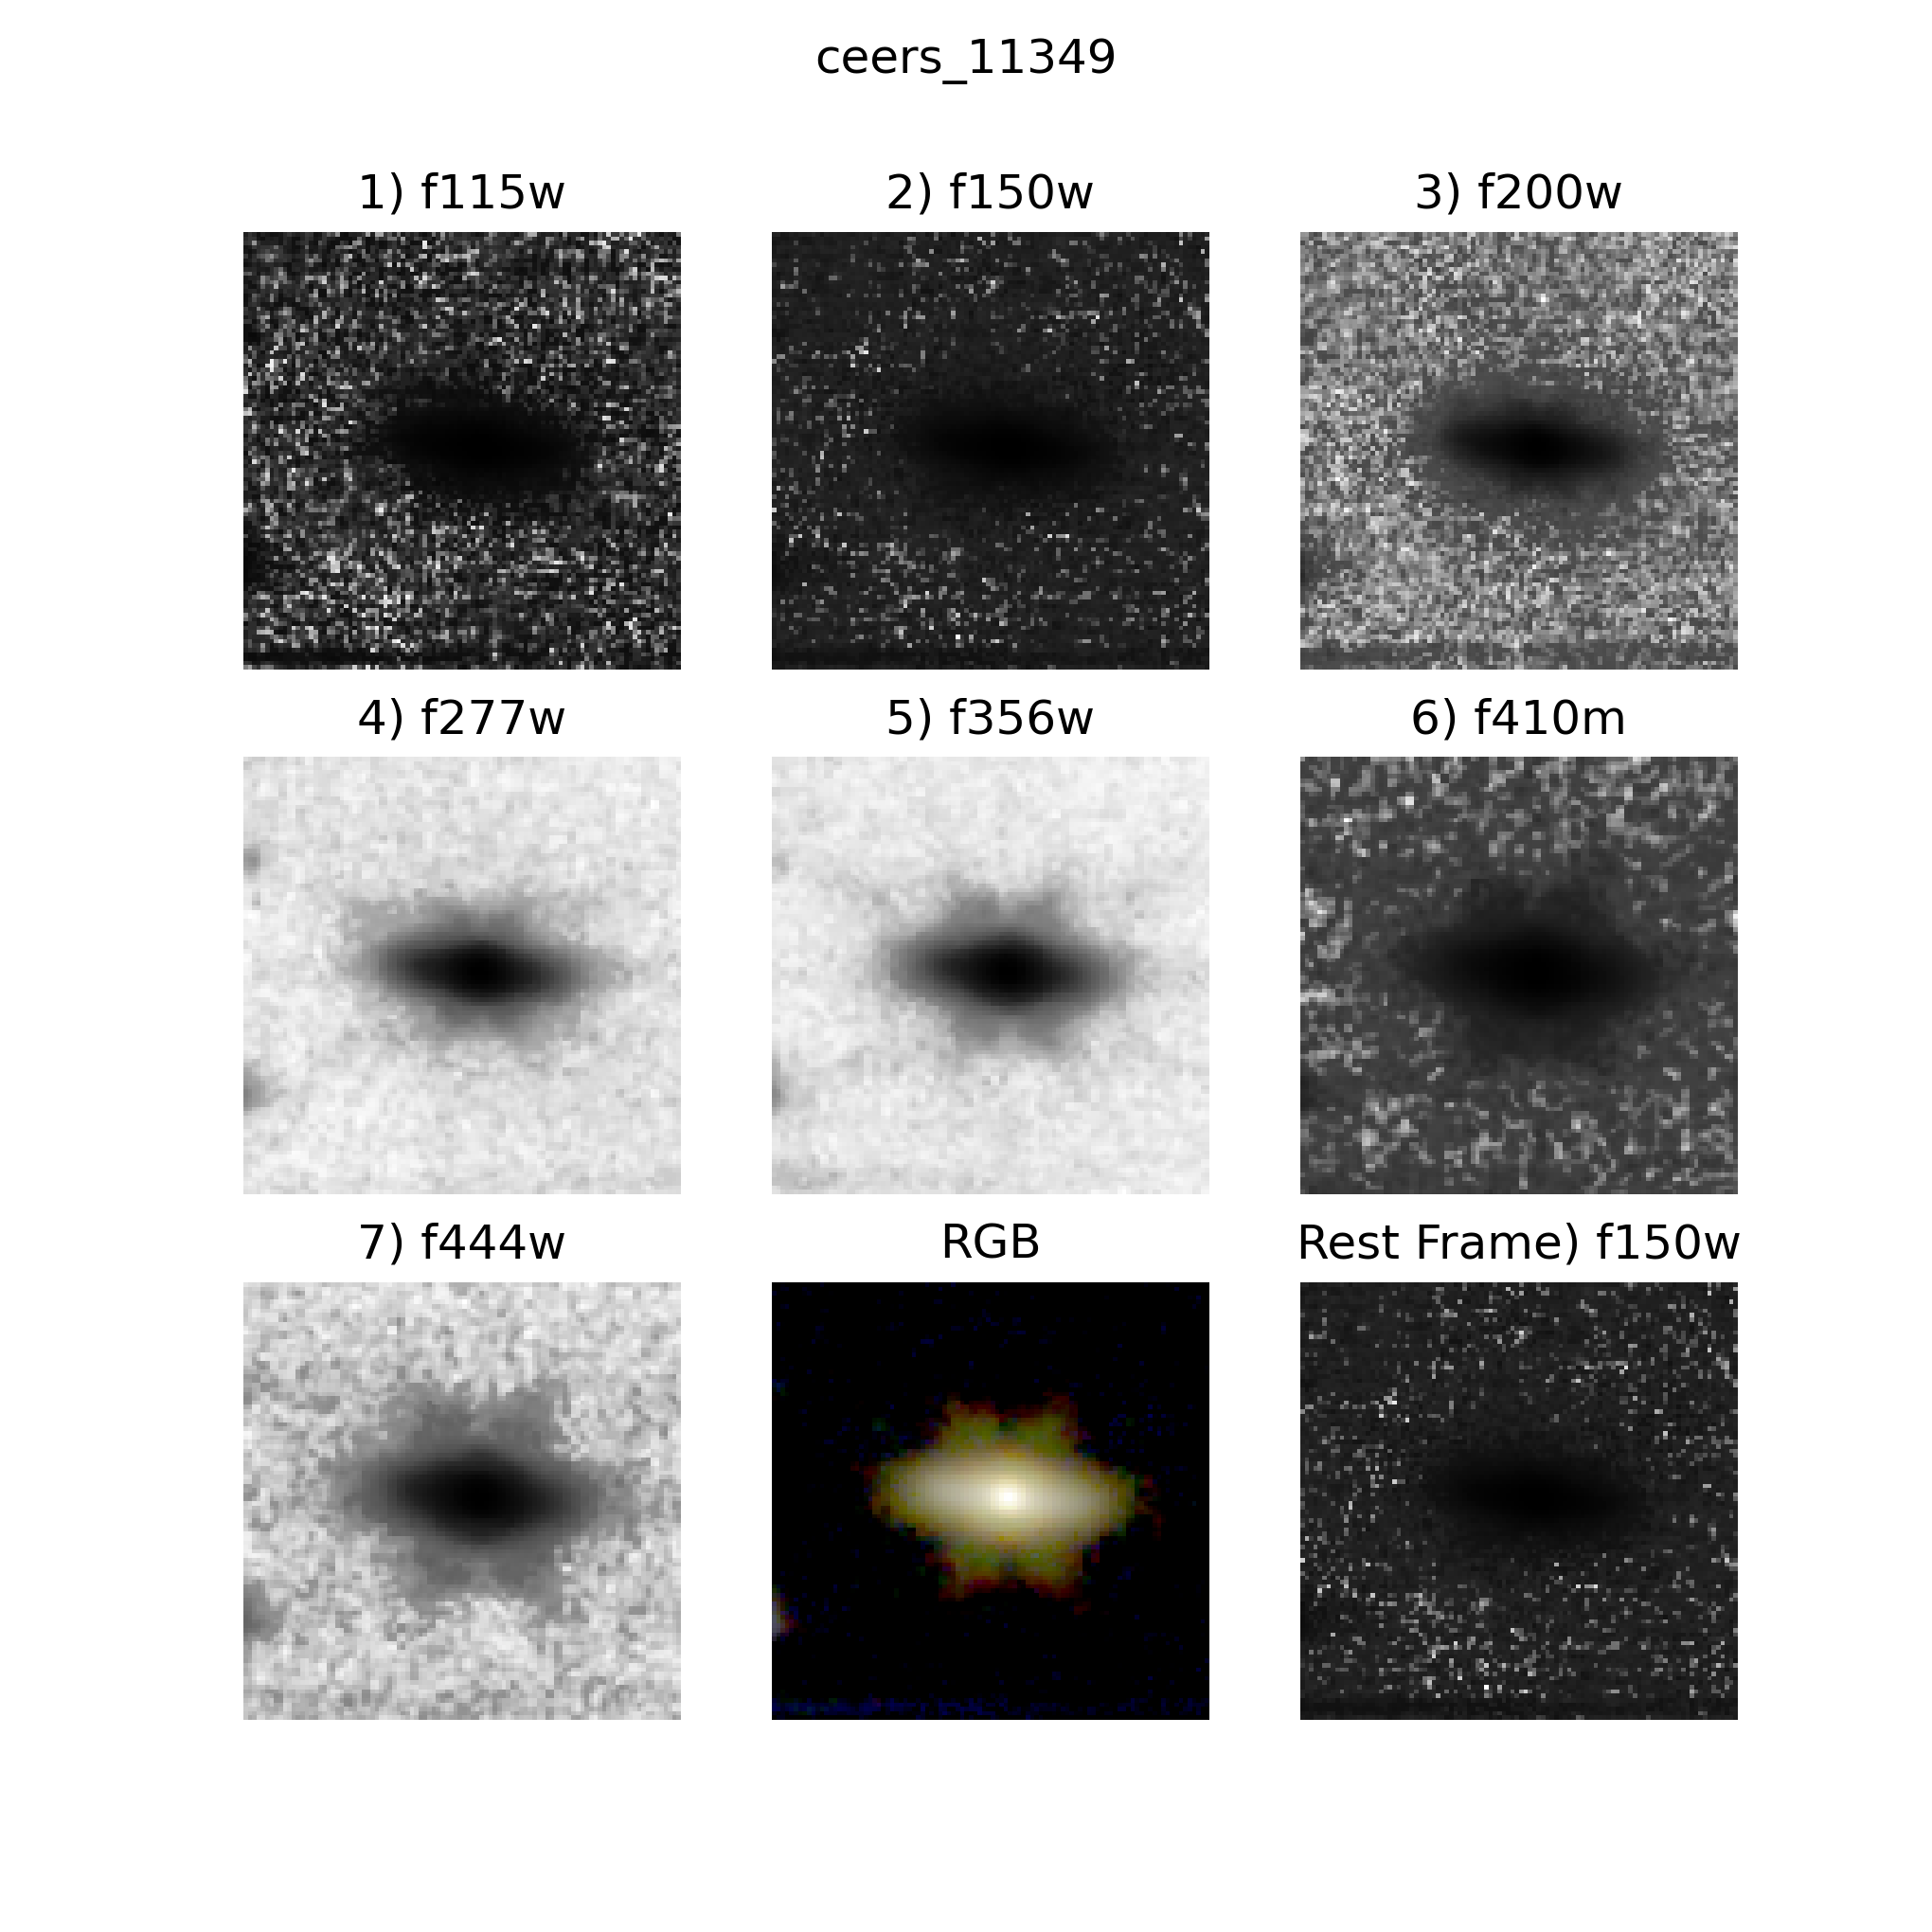 ceers_11349
1) f115w
2) f150w
3) f200w
4) f277w
5) f356w
6) f410m
7) f444w
RGB
Rest Frame) f150w